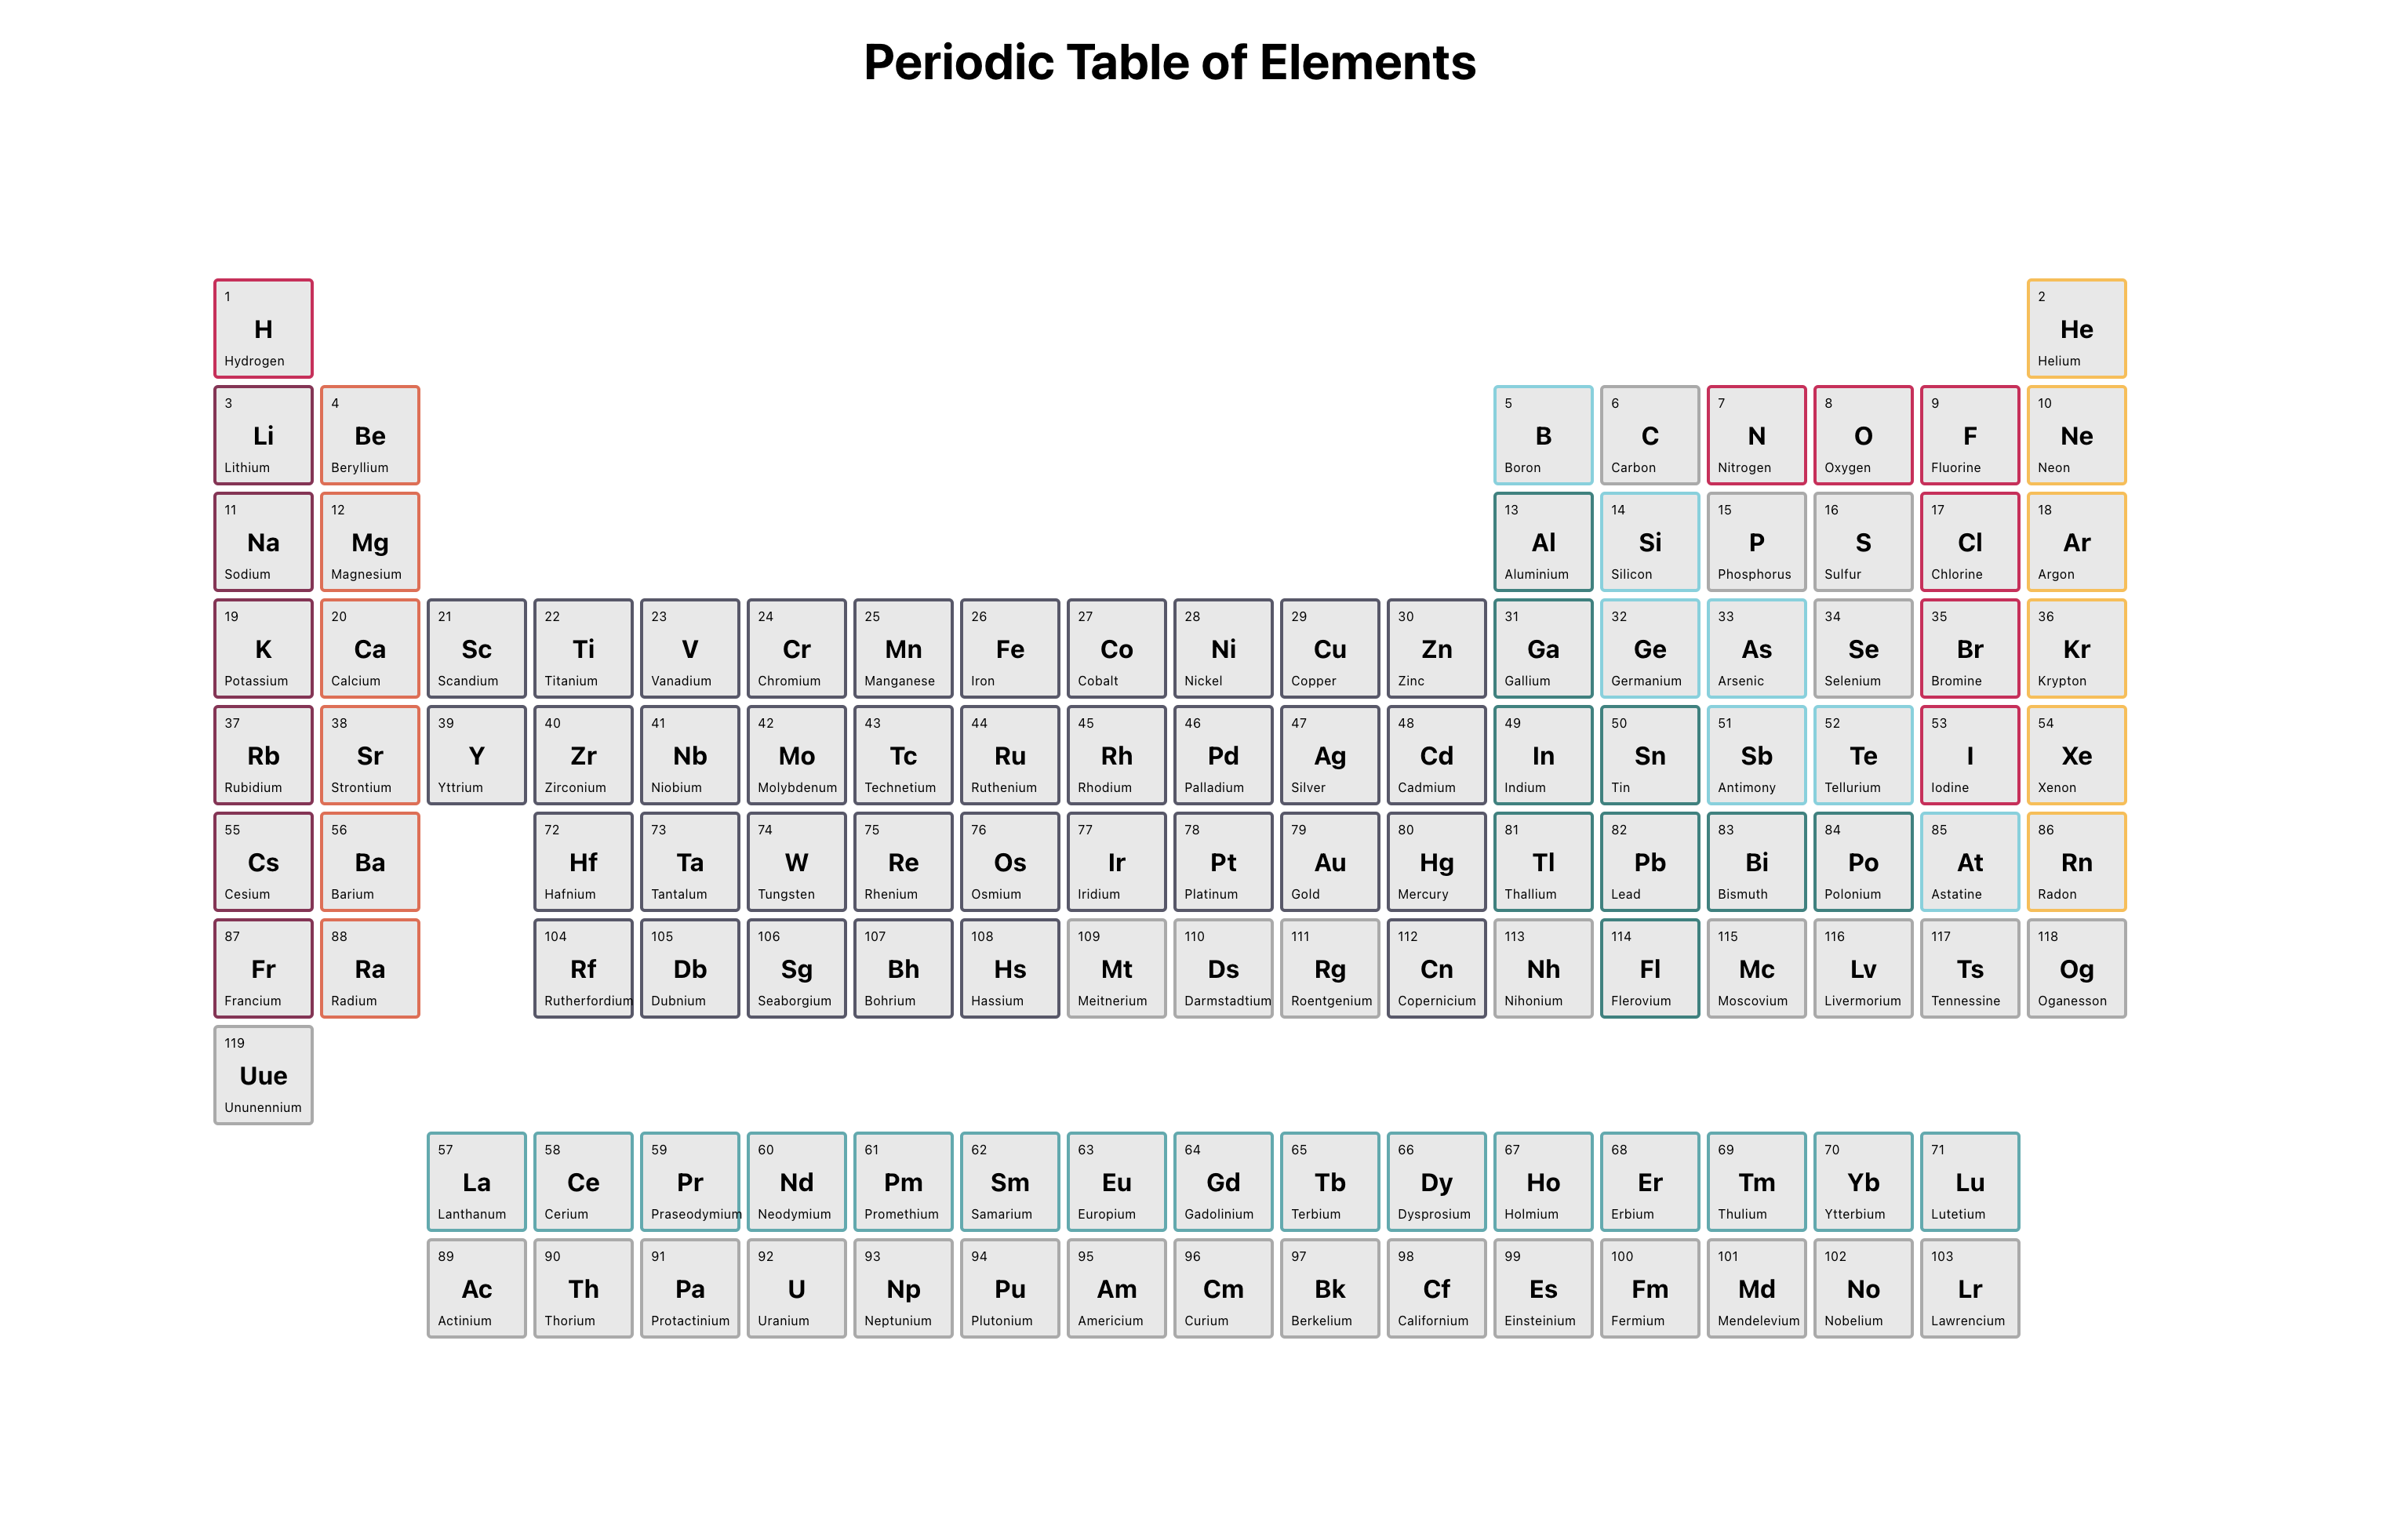 Periodic Table of Elements
1
H
Hydrogen
2
He
Helium
3
Li
Lithium
4
Be
Beryllium
5
B
Boron
6
C
Carbon
7
N
Nitrogen
8
O
Oxygen
9
F
Fluorine
10
Ne
Neon
11
Na
Sodium
12
Mg
Magnesium
13
Al
Aluminium
14
Si
Silicon
15
P
Phosphorus
16
S
Sulfur
17
Cl
Chlorine
18
Ar
Argon
19
K
Potassium
20
Ca
Calcium
21
Sc
Scandium
22
Ti
Titanium
23
V
Vanadium
24
Cr
Chromium
25
Mn
Manganese
26
Fe
Iron
27
Co
Cobalt
28
Ni
Nickel
29
Cu
Copper
30
Zn
Zinc
31
Ga
Gallium
32
Ge
Germanium
33
As
Arsenic
34
Se
Selenium
35
Br
Bromine
36
Kr
Krypton
37
Rb
Rubidium
38
Sr
Strontium
39
Y
Yttrium
40
Zr
Zirconium
41
Nb
Niobium
42
Mo
Molybdenum
43
Tc
Technetium
44
Ru
Ruthenium
45
Rh
Rhodium
46
Pd
Palladium
47
Ag
Silver
48
Cd
Cadmium
49
In
Indium
50
Sn
Tin
51
Sb
Antimony
52
Te
Tellurium
53
I
Iodine
54
Xe
Xenon
55
Cs
Cesium
56
Ba
Barium
72
Hf
Hafnium
73
Ta
Tantalum
74
W
Tungsten
75
Re
Rhenium
76
Os
Osmium
77
Ir
Iridium
78
Pt
Platinum
79
Au
Gold
80
Hg
Mercury
81
Tl
Thallium
82
Pb
Lead
83
Bi
Bismuth
84
Po
Polonium
85
At
Astatine
86
Rn
Radon
87
Fr
Francium
88
Ra
Radium
104
Rf
Rutherfordium
105
Db
Dubnium
106
Sg
Seaborgium
107
Bh
Bohrium
108
Hs
Hassium
109
Mt
Meitnerium
110
Ds
Darmstadtium
111
Rg
Roentgenium
112
Cn
Copernicium
113
Nh
Nihonium
114
Fl
Flerovium
115
Mc
Moscovium
116
Lv
Livermorium
117
Ts
Tennessine
118
Og
Oganesson
119
Uue
Ununennium
57
La
Lanthanum
58
Ce
Cerium
59
Pr
Praseodymium
60
Nd
Neodymium
61
Pm
Promethium
62
Sm
Samarium
63
Eu
Europium
64
Gd
Gadolinium
65
Tb
Terbium
66
Dy
Dysprosium
67
Ho
Holmium
68
Er
Erbium
69
Tm
Thulium
70
Yb
Ytterbium
71
Lu
Lutetium
89
Ac
Actinium
90
Th
Thorium
91
Pa
Protactinium
92
U
Uranium
93
Np
Neptunium
94
Pu
Plutonium
95
Am
Americium
96
Cm
Curium
97
Bk
Berkelium
98
Cf
Californium
99
Es
Einsteinium
100
Fm
Fermium
101
Md
Mendelevium
102
No
Nobelium
103
Lr
Lawrencium